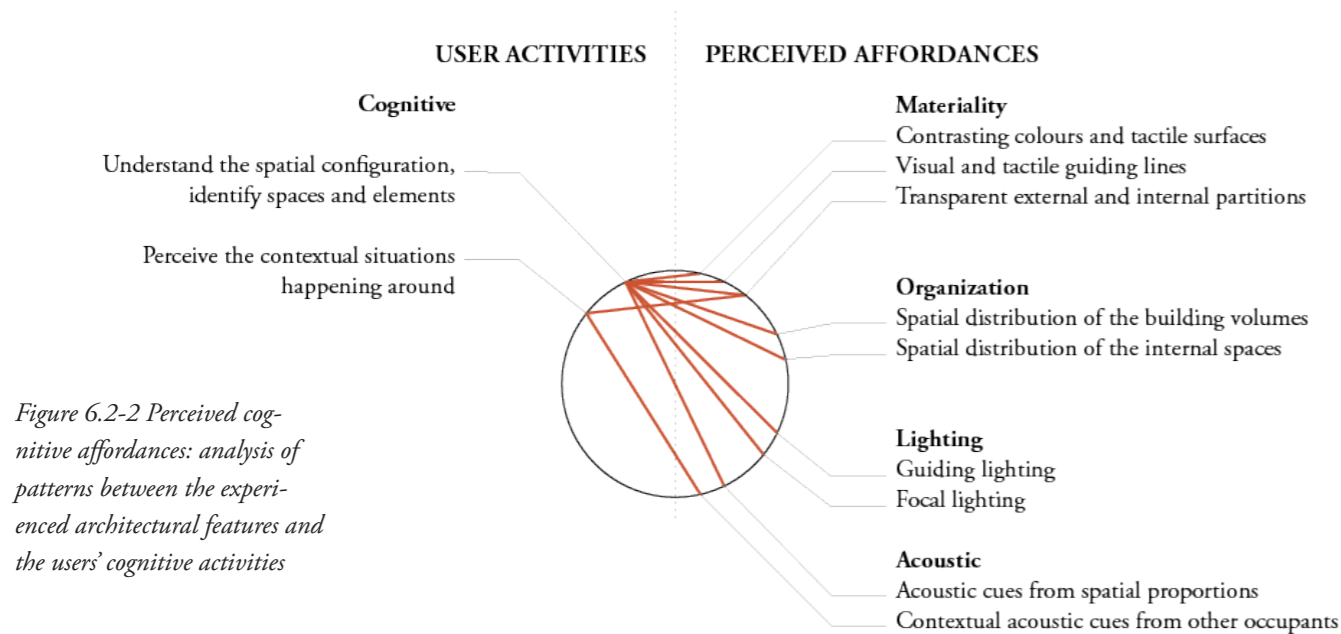 USER ACTIVITIES
PERCEIVED AFFORDANCES
Cognitive
Understand the spatial configuration,
identify spaces and elements
Perceive the contextual situations
happening around
Materiality
Contrasting colours and tactile surfaces
Visual and tactile guiding lines
Transparent external and internal partitions
Organization
Spatial distribution of the building volumes
Spatial distribution of the internal spaces
Lighting
Guiding lighting
Focal lighting
Acoustic
Acoustic cues from spatial proportions
Contextual acoustic cues from other occupants
Figure 6.2-2 Perceived cog-
nitive affordances: analysis of
patterns between the experi-
enced architectural features and
the users’ cognitive activities